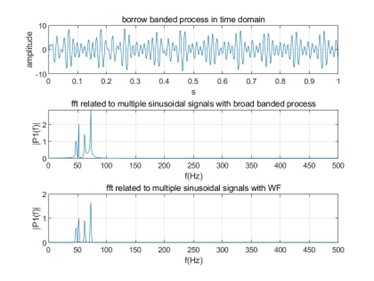 borrow banded process in time domain
10
0
-10
amplitude
0 0.1 0.2 0.3 0.4 0.5 0.6 0.7 0.8 0.9 1
s
fft related to multiple sinusoidal signals with broad banded process
2
1
0
|P1(f)|
0 50 100 150 200 250 300 350 400 450 500
f(Hz)
fft related to multiple sinusoidal signals with WF
2
1
0
|P1(f)|
0 50 100 150 200 250 300 350 400 450 500
f(Hz)